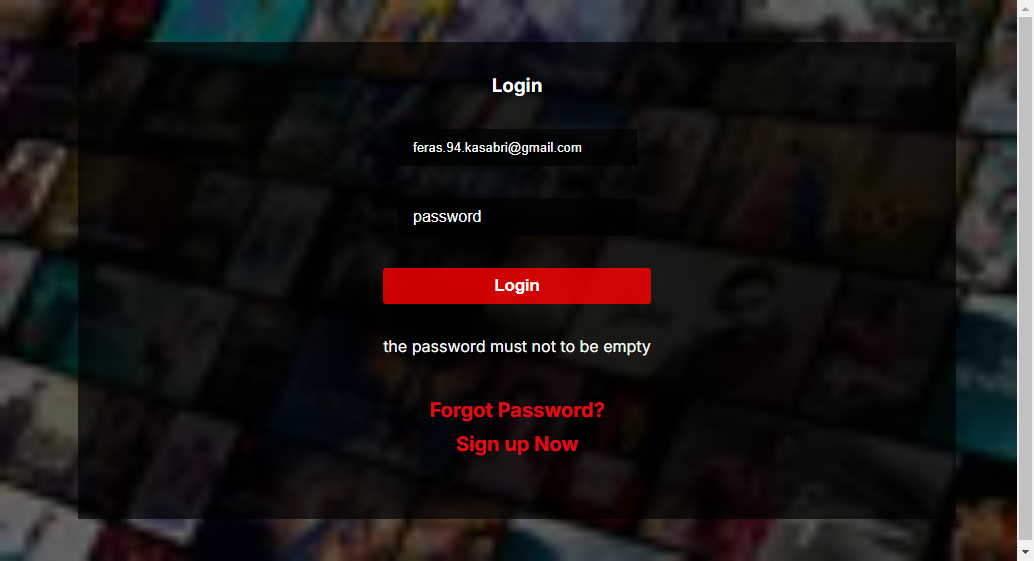 Login
feras.94.kasabri@gmail.com
password
Login
the password must not to be empty
Forgot Password?
Sign up Now